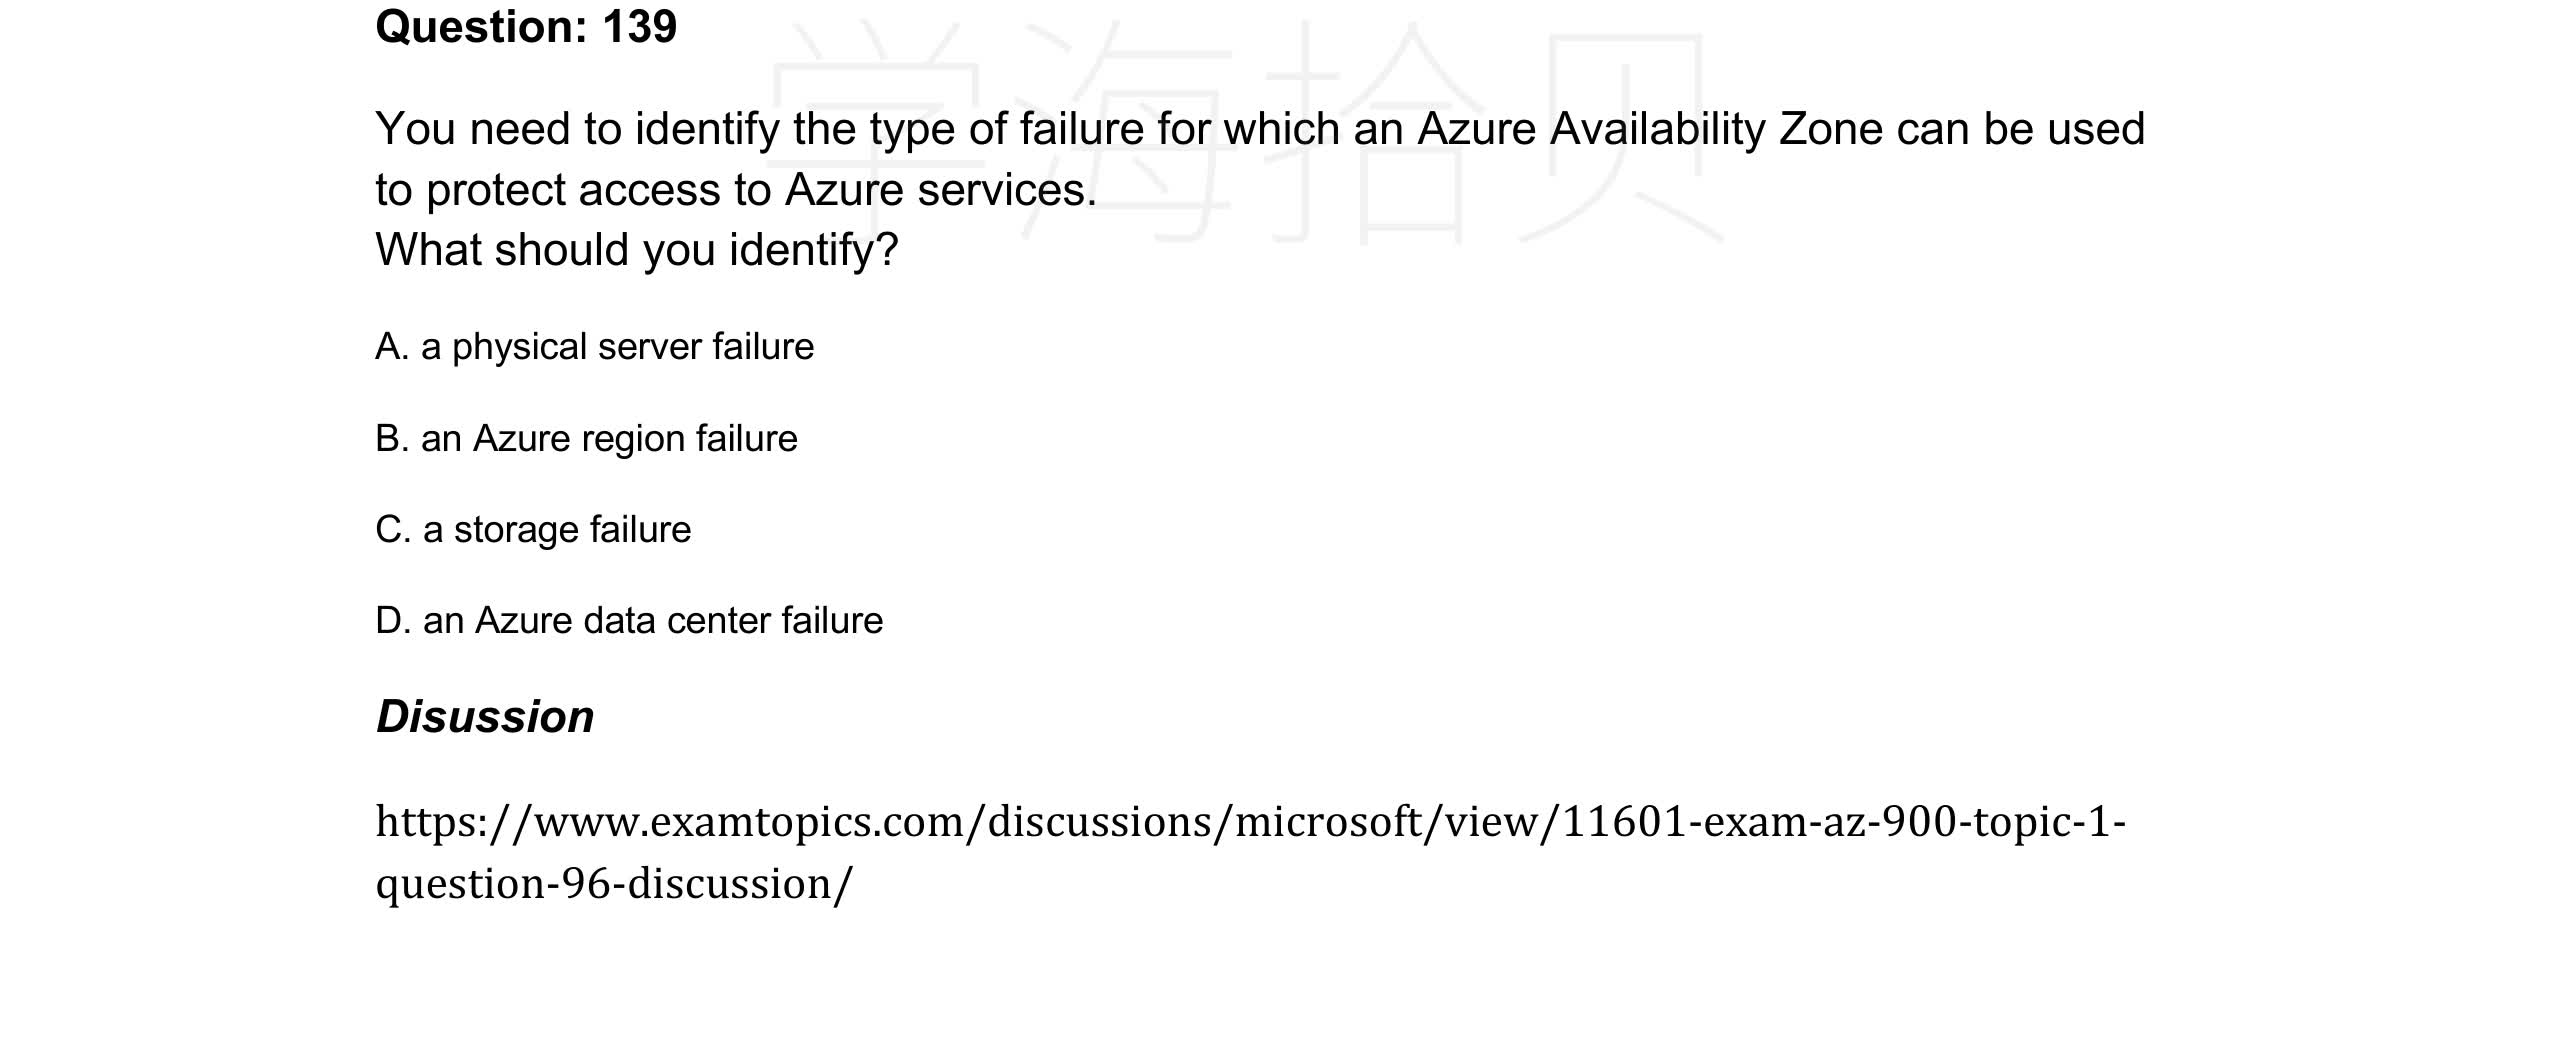 Question: 139
学海拾贝
You need to identify the type of failure for which an Azure Availability Zone can be used
to protect access to Azure services.
What should you identify?
A. a physical server failure
B. an Azure region failure
C. a storage failure
D. an Azure data center failure
Disussion
https://www.examtopics.com/discussions/microsoft/view/11601-exam-az-900-topic-1-
question-96-discussion/